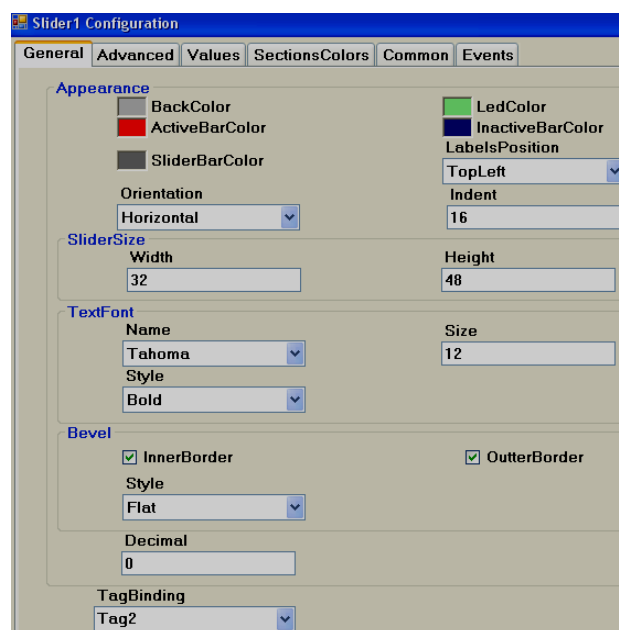 Slider1 Configuration
General Advanced Values SectionsColors Common Events
Appearance
BackColor LedColor
ActiveBarColor InactiveBarColor
SliderBarColor LabelsPosition
TopLeft
Orientation Indent
Horizontal 16
SliderSize
Width Height
32 48
TextFont
Name Size
Tahoma 12
Style
Bold
Bevel
InnerBorder OutterBorder
Style
Flat
Decimal
0
TagBinding
Tag2